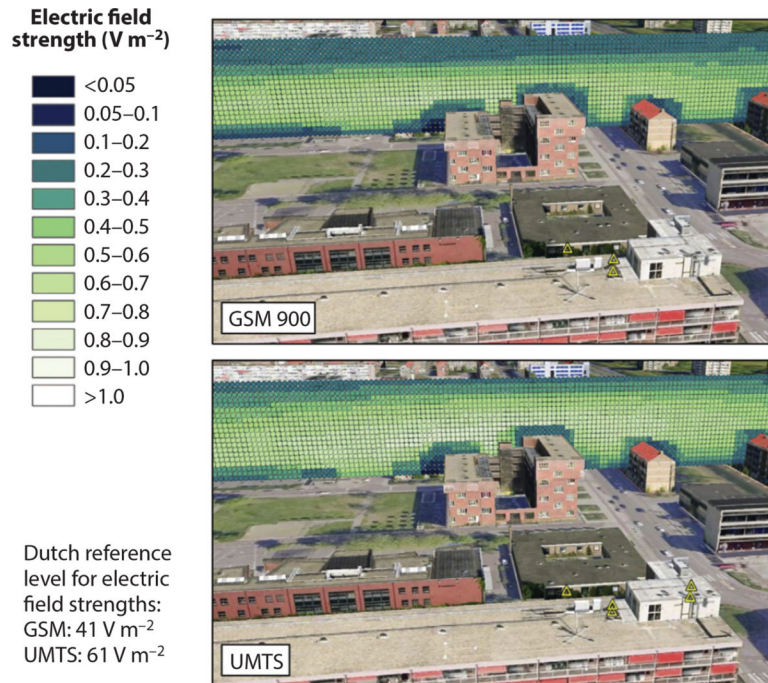 Electric field
strength (V m⁻²)
<0.05
0.05–0.1
0.1–0.2
0.2–0.3
0.3–0.4
0.4–0.5
0.5–0.6
0.6–0.7
0.7–0.8
0.8–0.9
0.9–1.0
>1.0
GSM 900
Dutch reference
level for electric
field strengths:
GSM: 41 V m⁻²
UMTS: 61 V m⁻²
UMTS